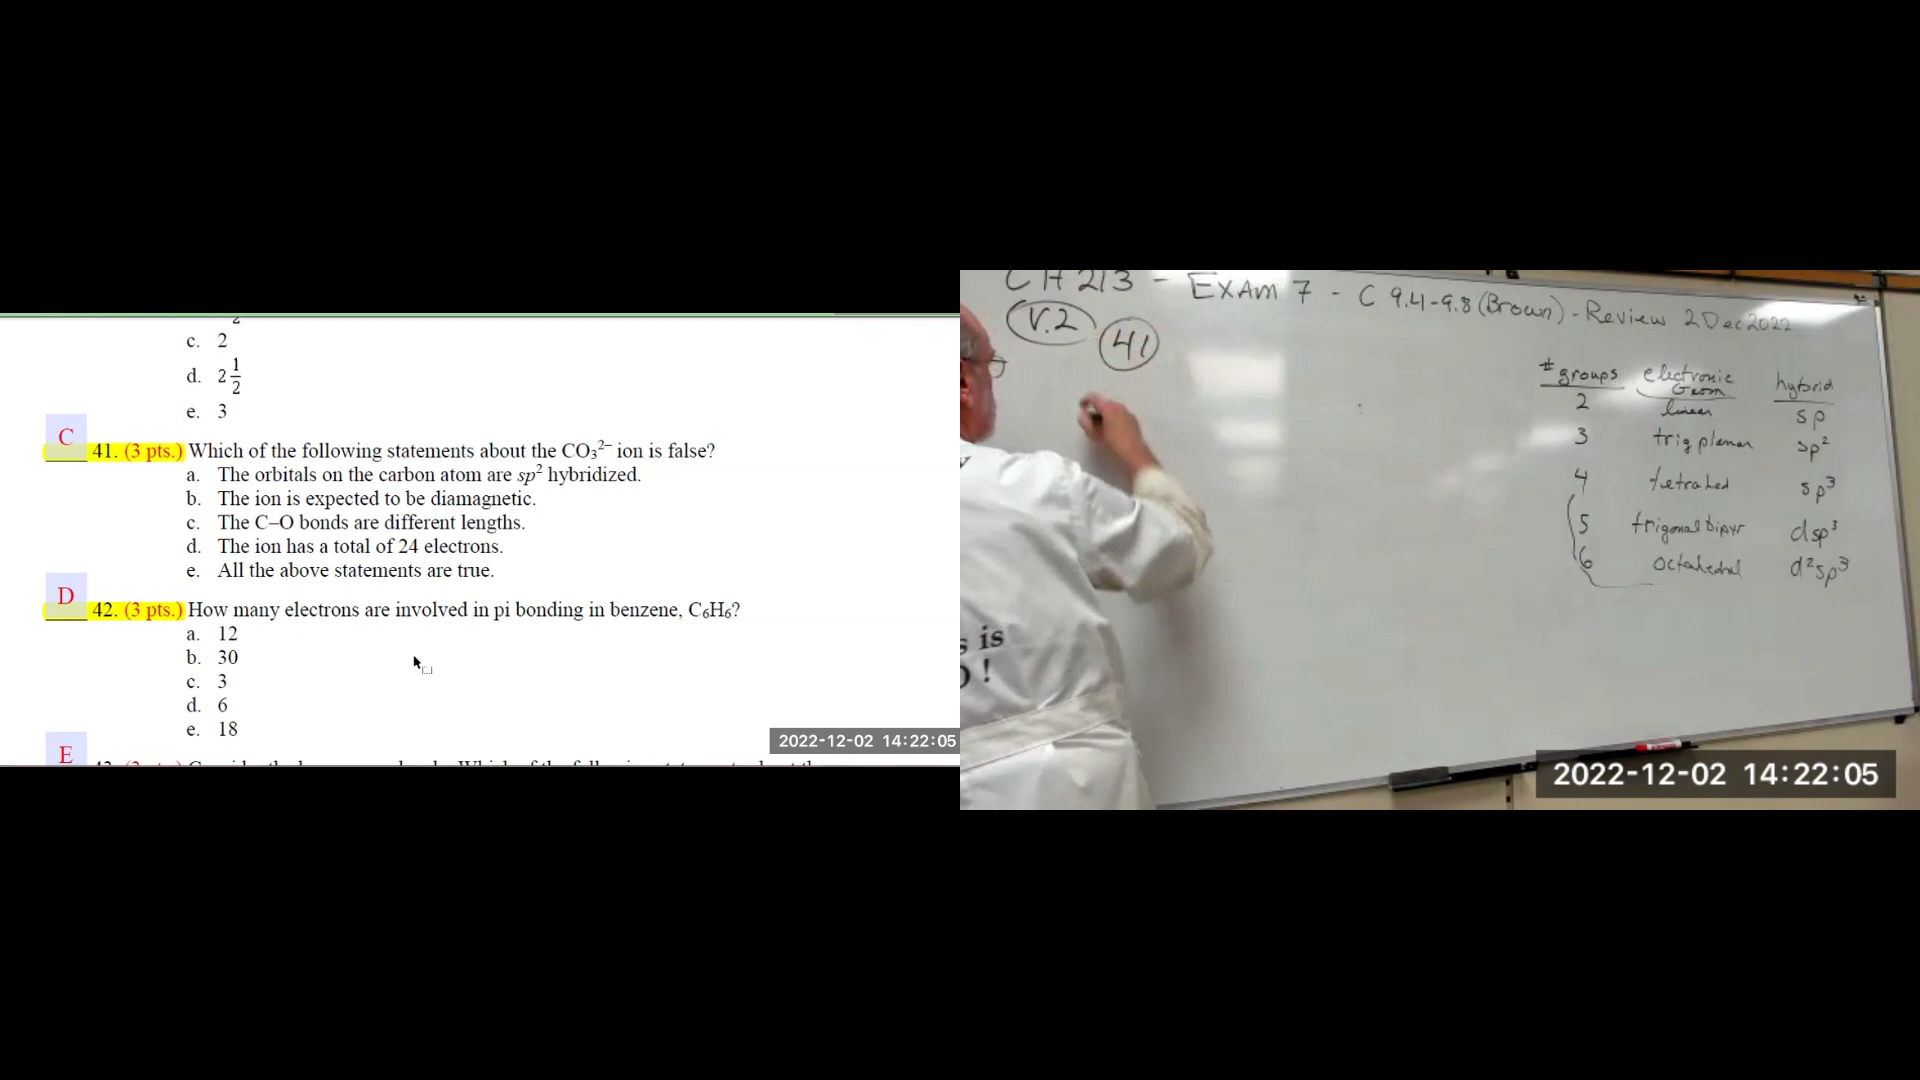 c. 2
d. 2 1/2
e. 3
C
41. (3 pts.) Which of the following statements about the CO₃²⁻ ion is false?
a. The orbitals on the carbon atom are sp² hybridized.
b. The ion is expected to be diamagnetic.
c. The C–O bonds are different lengths.
d. The ion has a total of 24 electrons.
e. All the above statements are true.
D
42. (3 pts.) How many electrons are involved in pi bonding in benzene, C₆H₆?
a. 12
b. 30
c. 3
d. 6
e. 18
2022-12-02 14:22:05
E
CH 213 - Exam 7 - C 9.4-9.8 (Brown) - Review 2 Dec 2022
V.2 41
# groups electronic Geom hybrid
2 linear sp
3 trig planar sp²
4 tetrahed sp³
5 trigonal bipyr dsp³
6 octahedral d²sp³
is
!
2022-12-02 14:22:05